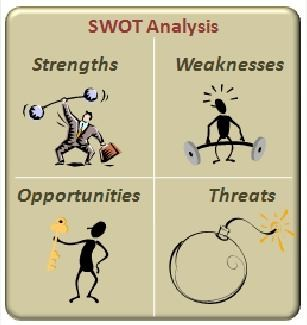 SWOT Analysis
Strengths
Weaknesses
Opportunities
Threats